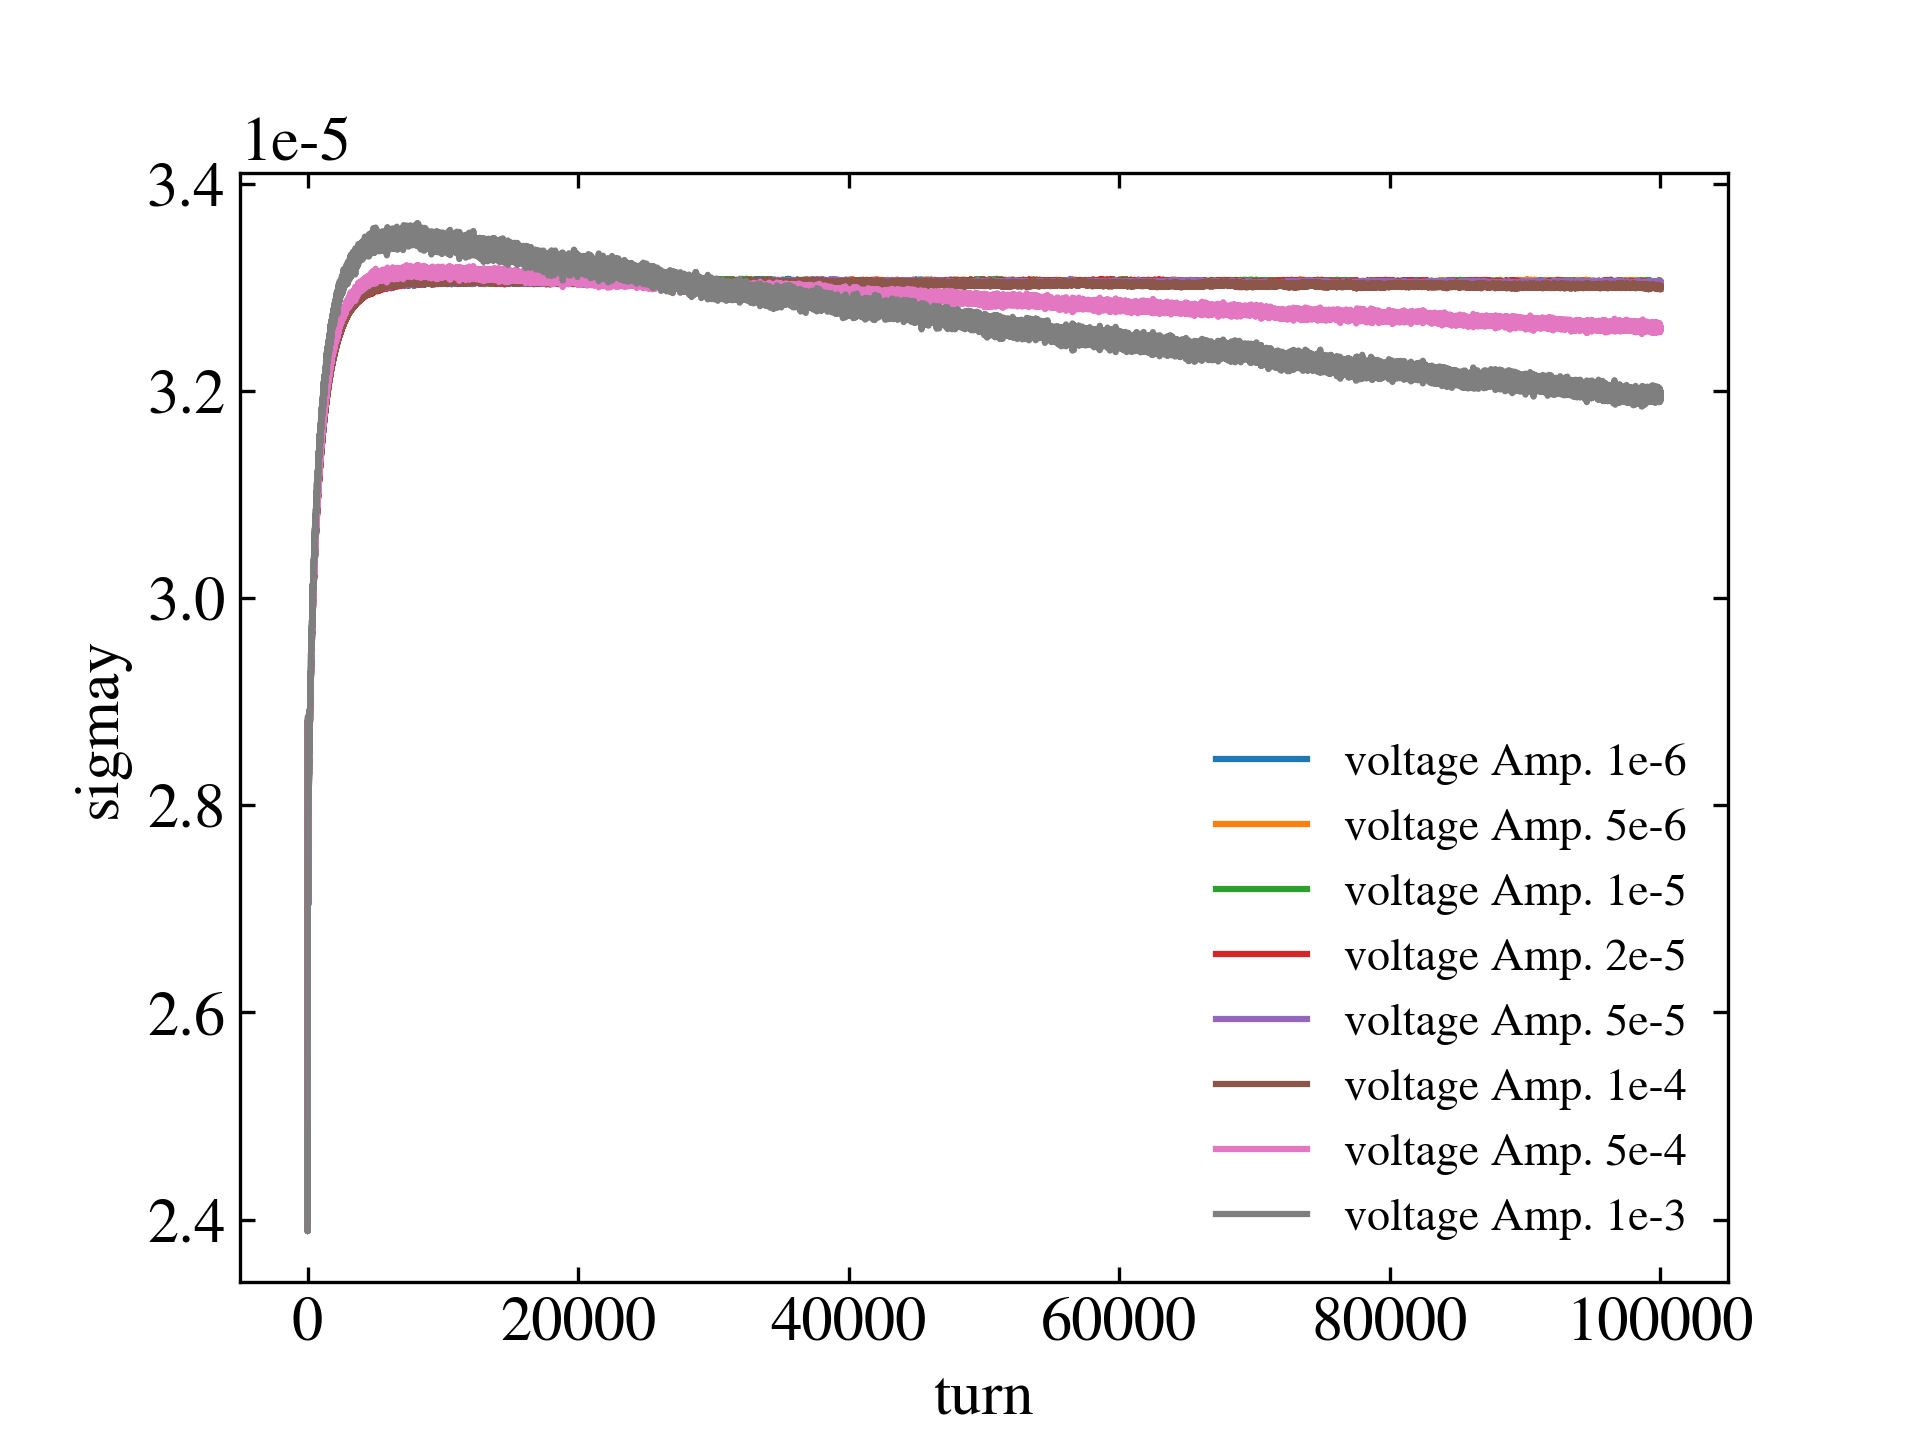 1e-5
3.4
3.2
3.0
2.8
2.6
2.4
sigmay
voltage Amp. 1e-6
voltage Amp. 5e-6
voltage Amp. 1e-5
voltage Amp. 2e-5
voltage Amp. 5e-5
voltage Amp. 1e-4
voltage Amp. 5e-4
voltage Amp. 1e-3
0 20000 40000 60000 80000 100000
turn